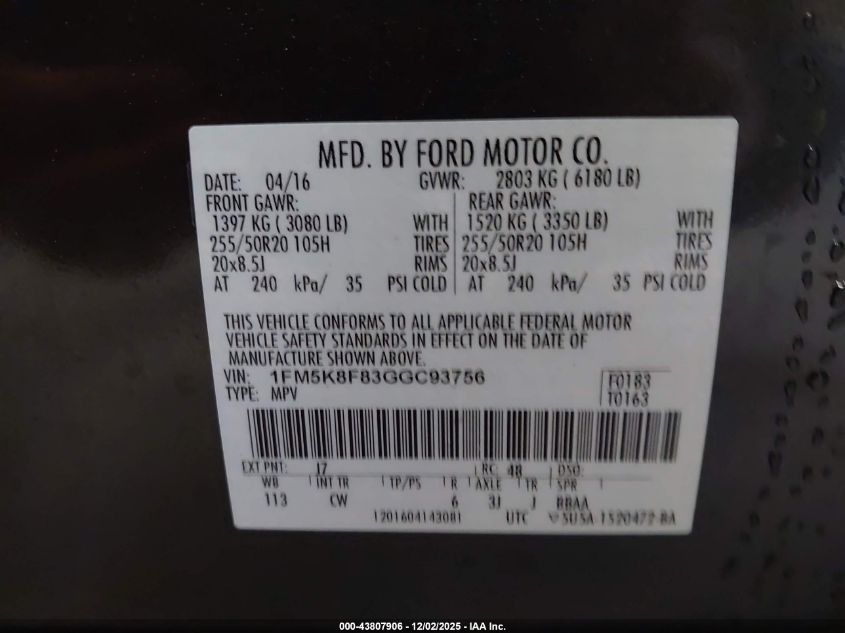 MFD. BY FORD MOTOR CO.
DATE: 04/16 GVWR: 2803 KG ( 6180 LB)
FRONT GAWR: REAR GAWR:
1397 KG ( 3080 LB) WITH 1520 KG ( 3350 LB) WITH
255/50R20 105H TIRES 255/50R20 105H TIRES
20x8.5J RIMS 20x8.5J RIMS
AT 240 kPa/ 35 PSI COLD AT 240 kPa/ 35 PSI COLD
THIS VEHICLE CONFORMS TO ALL APPLICABLE FEDERAL MOTOR
VEHICLE SAFETY STANDARDS IN EFFECT ON THE DATE OF
MANUFACTURE SHOWN ABOVE.
VIN: 1FM5K8F83GGC93756 F0183
TYPE: MPV T0163
EXT PNT: J7 RC: 48 DSO:
WB INT TR TP/PS R AXLE TR SPR
113 CW 6 3J J BBAA
1201604143081 UTC 5U5A-1520472-BA
000-43807906 - 12/02/2025 - IAA Inc.